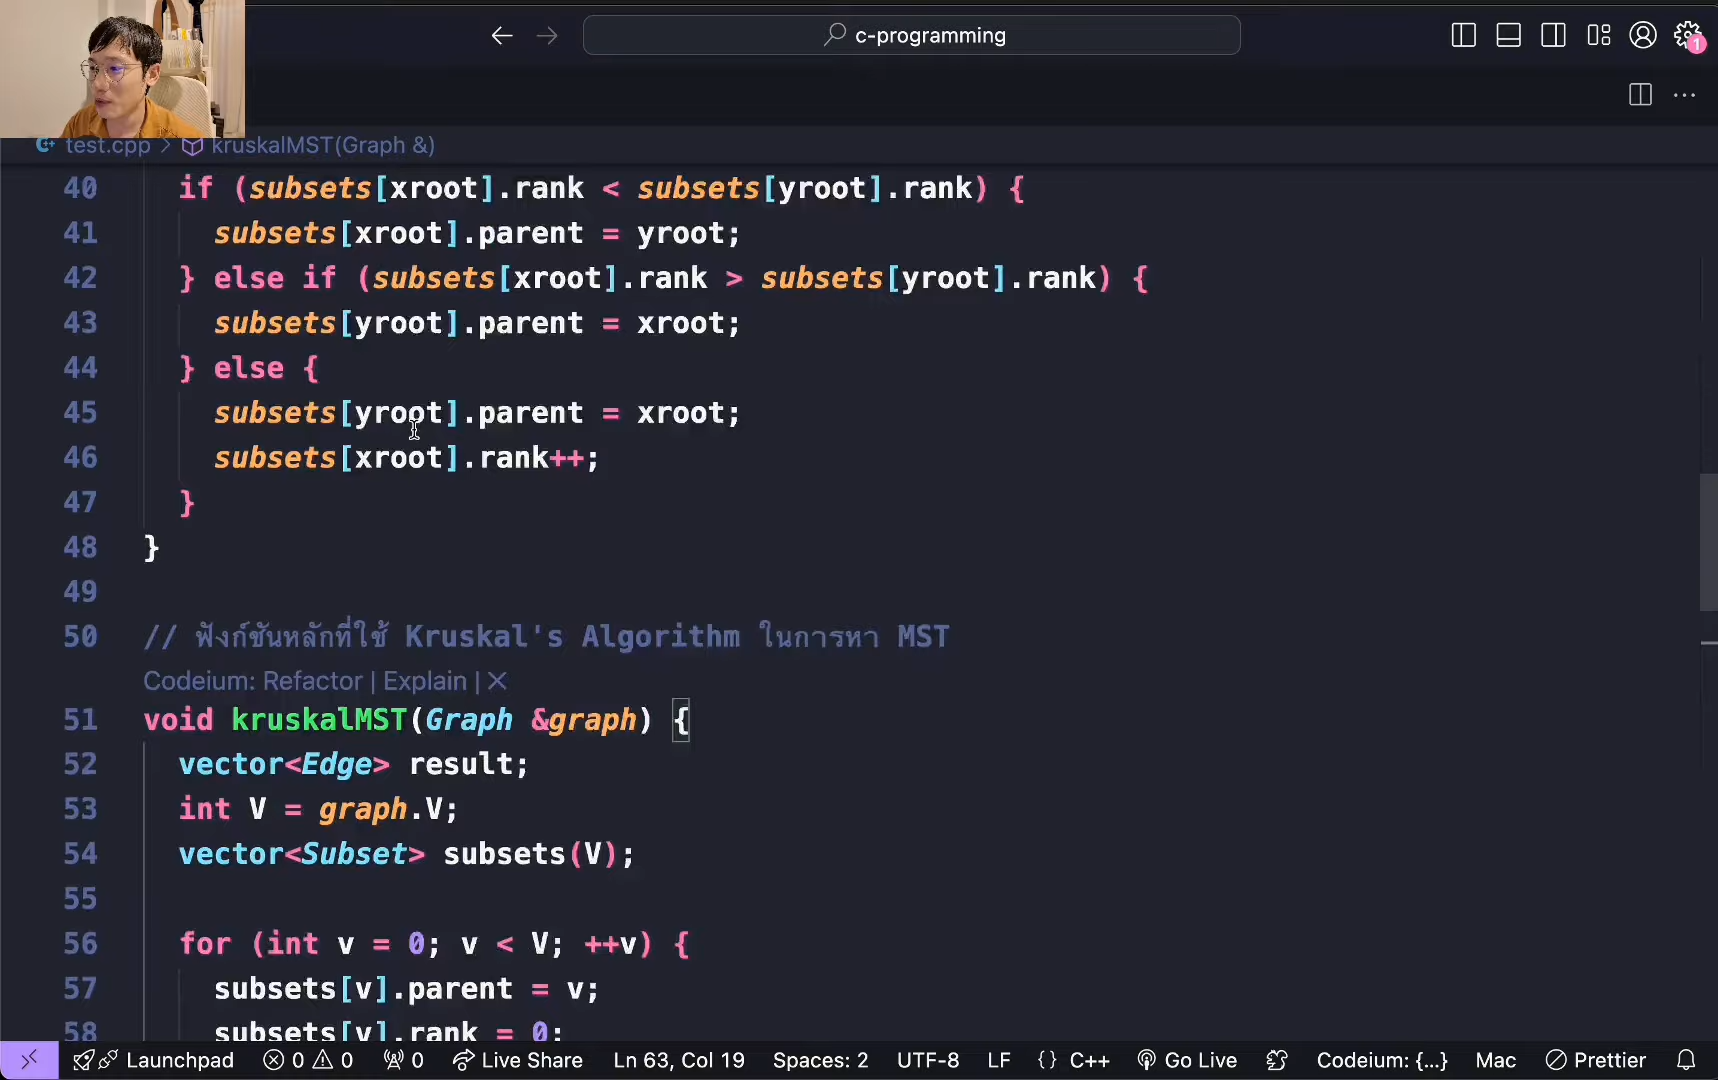 c-programming
1
test.cpp > kruskalMST(Graph &)
40 if (subsets[xroot].rank < subsets[yroot].rank) {
41 subsets[xroot].parent = yroot;
42 } else if (subsets[xroot].rank > subsets[yroot].rank) {
43 subsets[yroot].parent = xroot;
44 } else {
45 subsets[yroot].parent = xroot;
46 subsets[xroot].rank++;
47 }
48 }
49
50 // ฟังก์ชันหลักที่ใช้ Kruskal's Algorithm ในการหา MST
Codeium: Refactor | Explain | ×
51 void kruskalMST(Graph &graph) {
52 vector<Edge> result;
53 int V = graph.V;
54 vector<Subset> subsets(V);
55
56 for (int v = 0; v < V; ++v) {
57 subsets[v].parent = v;
58 subsets[v].rank = 0;
Launchpad 0 0 0 Live Share Ln 63, Col 19 Spaces: 2 UTF-8 LF {} C++ Go Live Codeium: {...} Mac Prettier